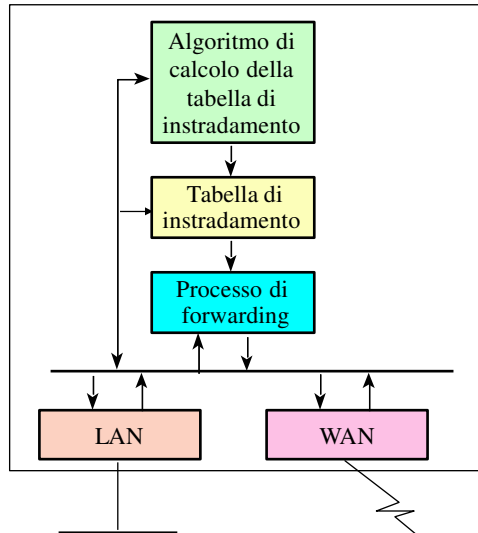 Algoritmo di
calcolo della
tabella di
instradamento
Tabella di
instradamento
Processo di
forwarding
LAN
WAN